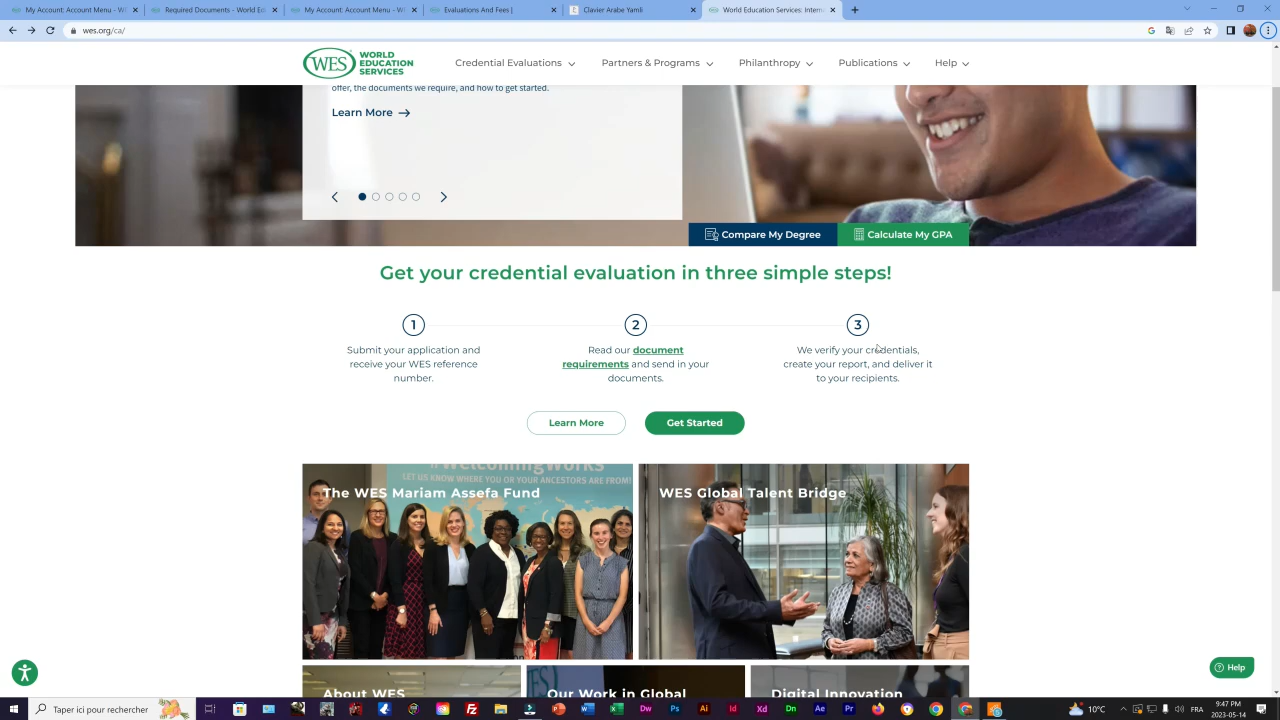 My Account: Account Menu - W
Required Documents - World Ed
My Account: Account Menu - WE
Evaluations And Fees |
Clavier Arabe Yamli
World Education Services: Intern
wes.org/ca/
WES WORLD EDUCATION SERVICES
Credential Evaluations
Partners & Programs
Philanthropy
Publications
Help
offer, the documents we require, and how to get started.
Learn More
Compare My Degree
Calculate My GPA
Get your credential evaluation in three simple steps!
1
2
3
Submit your application and
receive your WES reference
number.
Read our document
requirements and send in your
documents.
We verify your credentials,
create your report, and deliver it
to your recipients.
Learn More
Get Started
#WelcomingWorks
LET US KNOW WHERE YOU OR YOUR ANCESTORS ARE FROM!
The WES Mariam Assefa Fund
WES Global Talent Bridge
Help
About WES
Our Work in Global
Digital Innovation
Taper ici pour rechercher
10°C
FRA
9:47 PM
2023-05-14